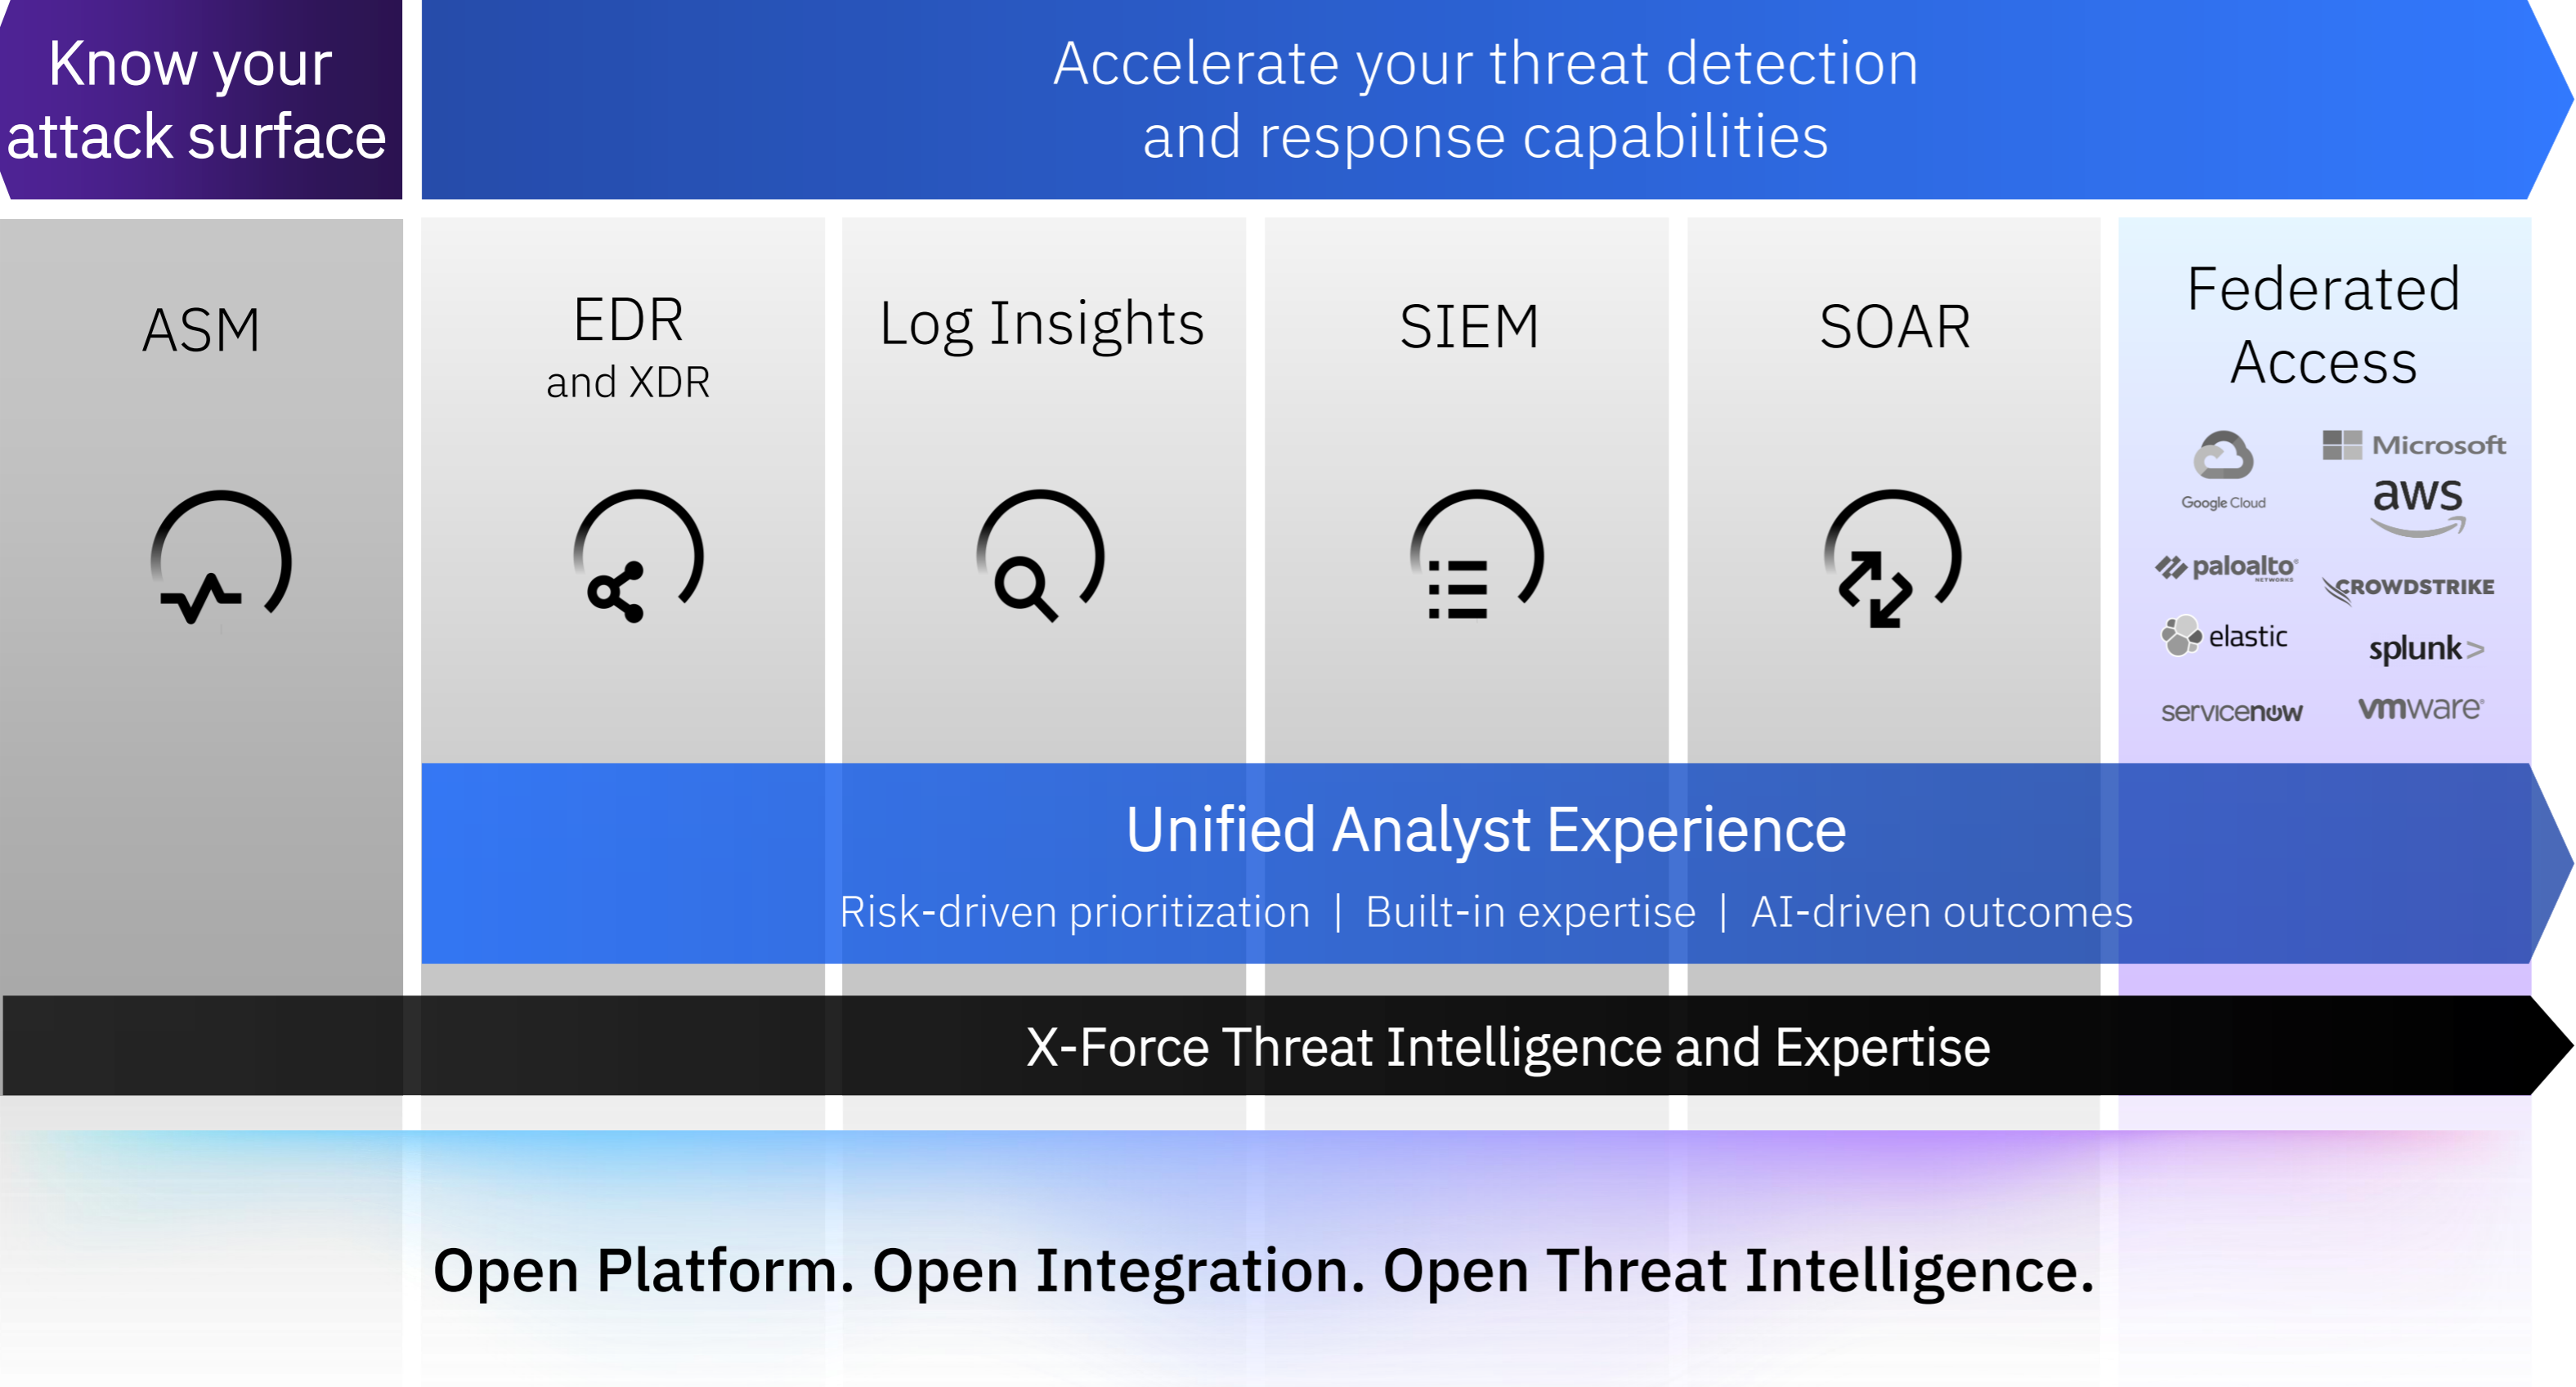 Know your
attack surface
Accelerate your threat detection
and response capabilities
ASM
EDR
and XDR
Log Insights
SIEM
SOAR
Federated
Access
Google Cloud
Microsoft
aws
paloalto®
NETWORKS
CROWDSTRIKE
elastic
splunk>
servicenow
vmware®
Unified Analyst Experience
Risk-driven prioritization | Built-in expertise | AI-driven outcomes
X-Force Threat Intelligence and Expertise
Open Platform. Open Integration. Open Threat Intelligence.